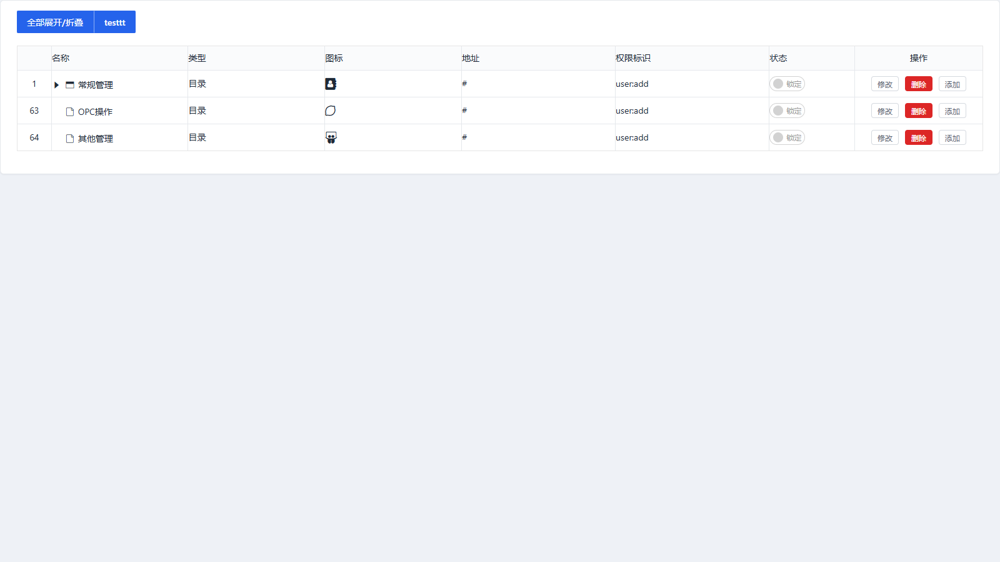 全部展开/折叠 testtt
名称 类型 图标 地址 权限标识 状态 操作
1 常规管理 目录 # user:add 锁定 修改 删除 添加
63 OPC操作 目录 # user:add 锁定 修改 删除 添加
64 其他管理 目录 # user:add 锁定 修改 删除 添加